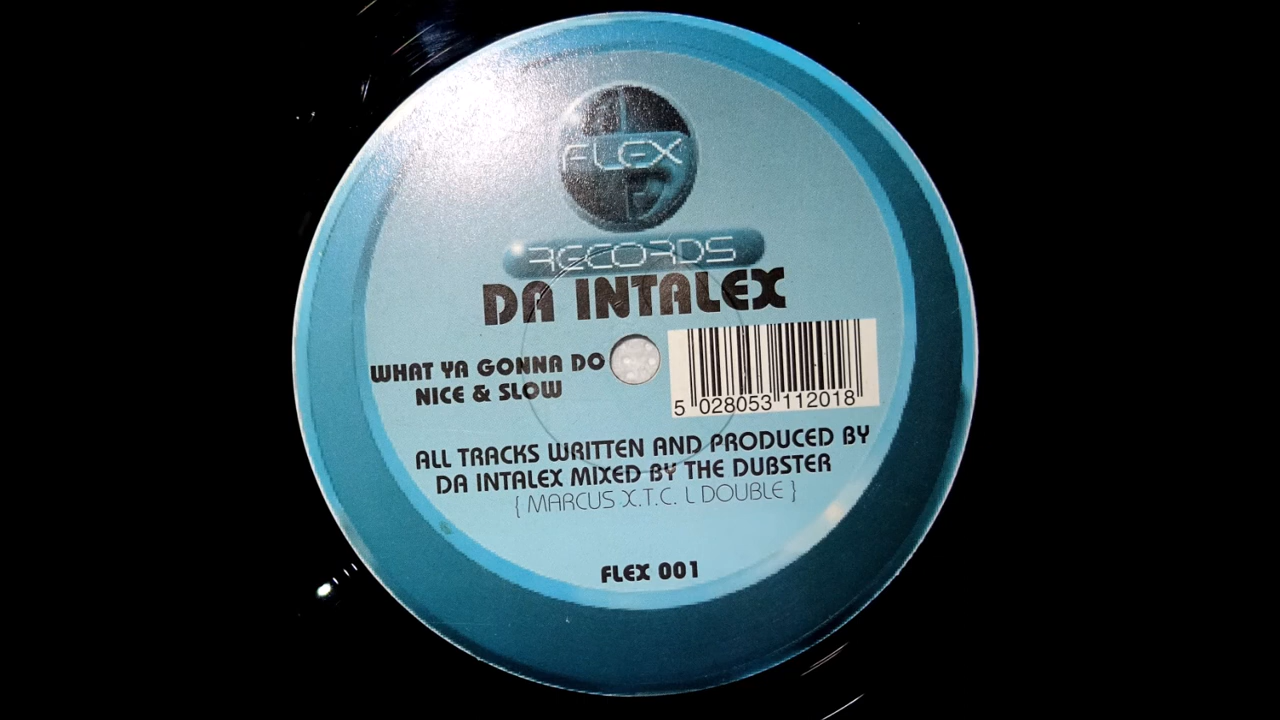 FLEX
RECORDS
DA INTALEX
WHAT YA GONNA DO
NICE & SLOW
5 028053 112018
ALL TRACKS WRITTEN AND PRODUCED BY
DA INTALEX MIXED BY THE DUBSTER
{ MARCUS X.T.C. L DOUBLE }
FLEX 001